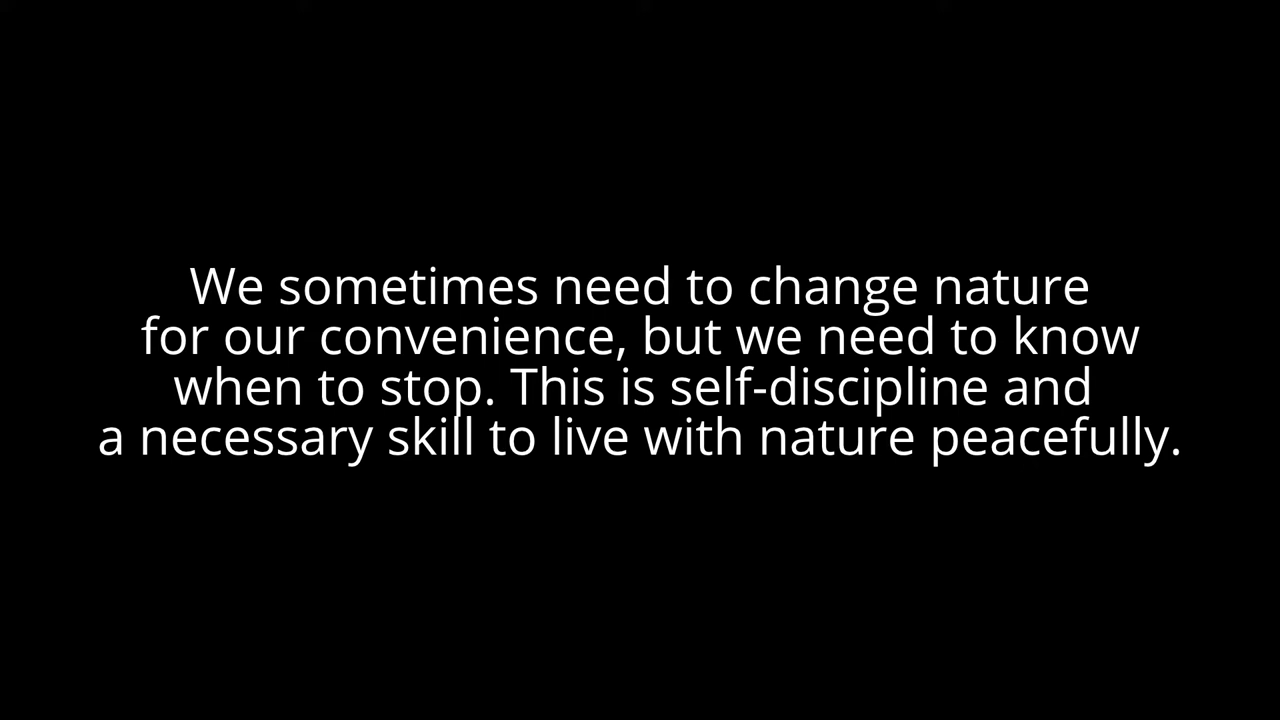 We sometimes need to change nature
for our convenience, but we need to know
when to stop. This is self-discipline and
a necessary skill to live with nature peacefully.